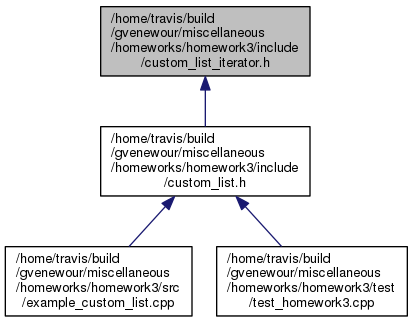 /home/travis/build
/gvenewour/miscellaneous
/homeworks/homework3/include
/custom_list_iterator.h
/home/travis/build
/gvenewour/miscellaneous
/homeworks/homework3/include
/custom_list.h
/home/travis/build
/gvenewour/miscellaneous
/homeworks/homework3/src
/example_custom_list.cpp
/home/travis/build
/gvenewour/miscellaneous
/homeworks/homework3/test
/test_homework3.cpp